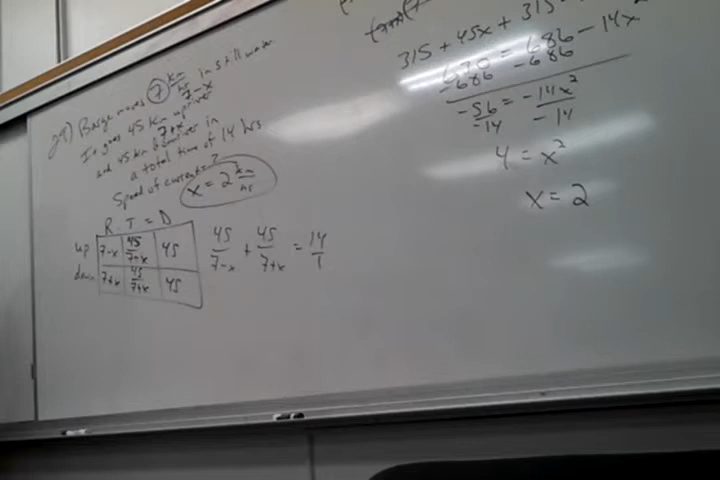 29) Barge moves 7 km/hr in still water
7-x
It goes 45 km upriver
7+x
and 45 km downriver in
a total time of 14 hrs
Speed of current?
x = 2 km/hr
R . T = D
up 7-x 45/7-x 45
down 7+x 45/7+x 45
45/7-x + 45/7+x = 14/1
315 + 45x + 315
630 = 686 - 14x²
-686 -686
-56/-14 = -14x²/-14
4 = x²
x = 2